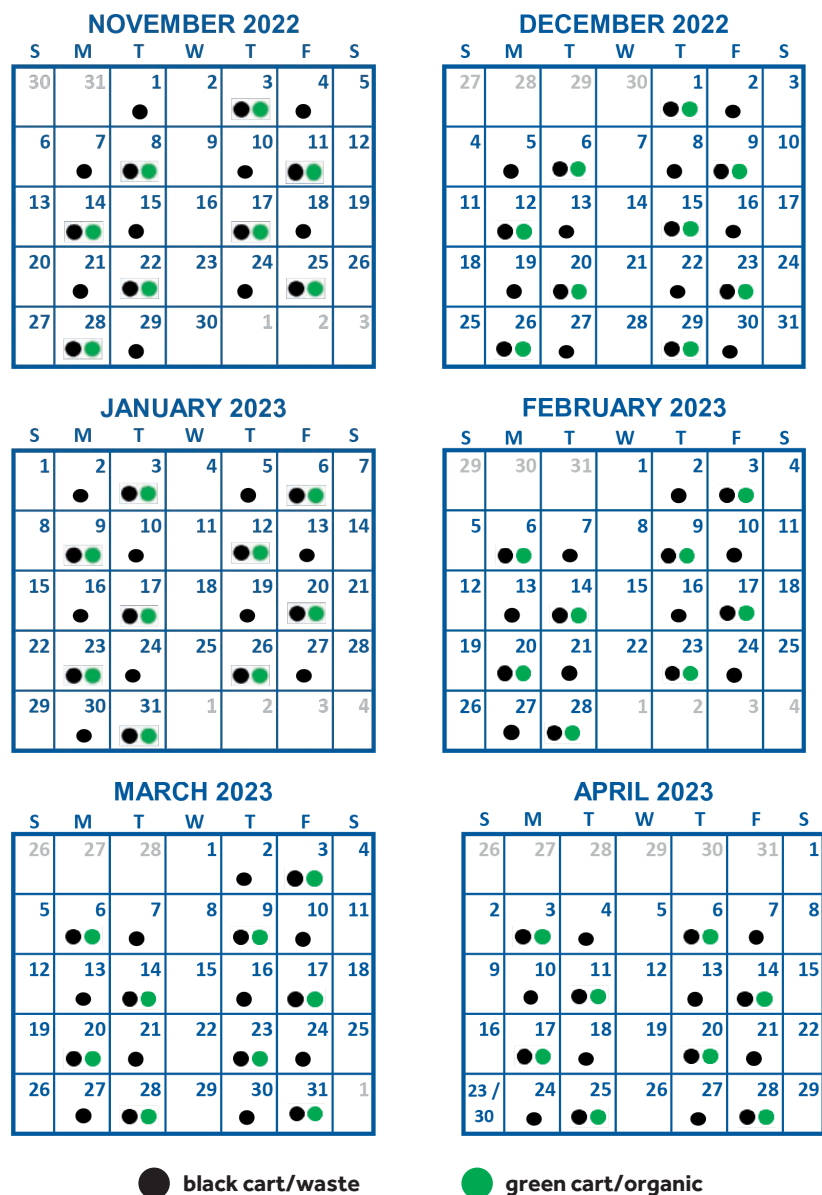 NOVEMBER 2022
S M T W T F S
30 31 1 2 3 4 5
6 7 8 9 10 11 12
13 14 15 16 17 18 19
20 21 22 23 24 25 26
27 28 29 30 1 2 3
DECEMBER 2022
S M T W T F S
27 28 29 30 1 2 3
4 5 6 7 8 9 10
11 12 13 14 15 16 17
18 19 20 21 22 23 24
25 26 27 28 29 30 31
JANUARY 2023
S M T W T F S
1 2 3 4 5 6 7
8 9 10 11 12 13 14
15 16 17 18 19 20 21
22 23 24 25 26 27 28
29 30 31 1 2 3 4
FEBRUARY 2023
S M T W T F S
29 30 31 1 2 3 4
5 6 7 8 9 10 11
12 13 14 15 16 17 18
19 20 21 22 23 24 25
26 27 28 1 2 3 4
MARCH 2023
S M T W T F S
26 27 28 1 2 3 4
5 6 7 8 9 10 11
12 13 14 15 16 17 18
19 20 21 22 23 24 25
26 27 28 29 30 31 1
APRIL 2023
S M T W T F S
26 27 28 29 30 31 1
2 3 4 5 6 7 8
9 10 11 12 13 14 15
16 17 18 19 20 21 22
23 / 30 24 25 26 27 28 29
black cart/waste
green cart/organic